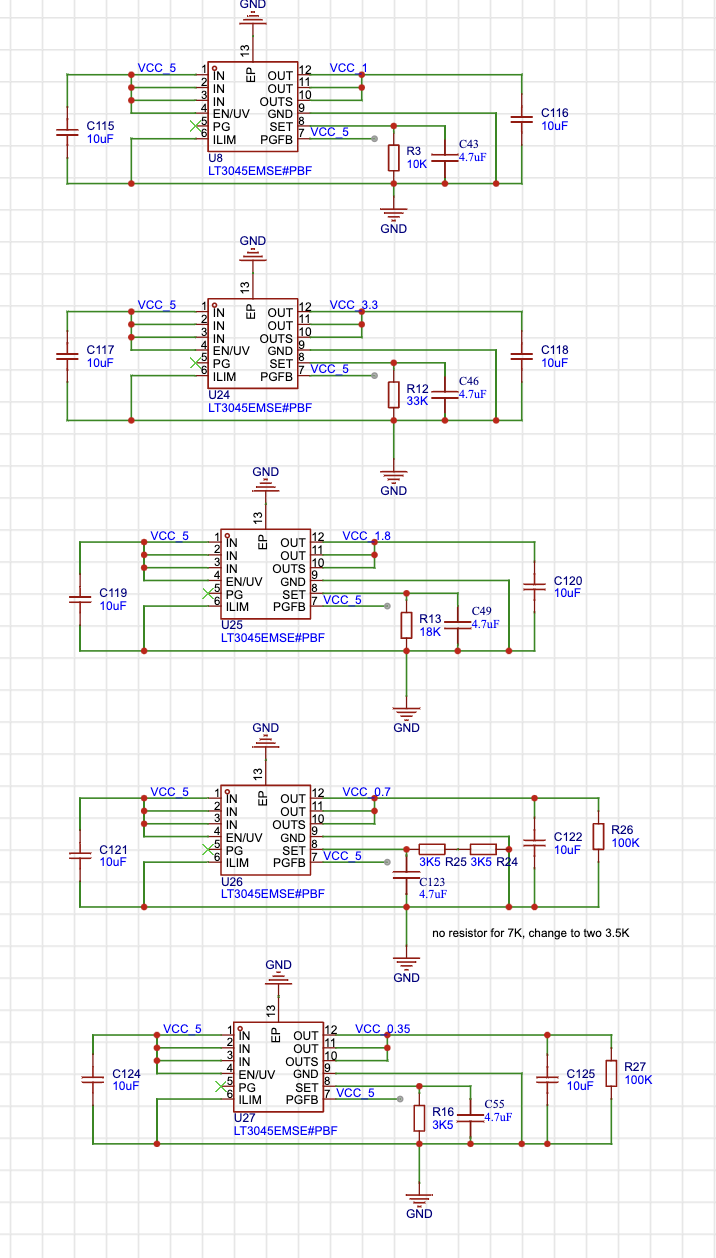 GND
13
VCC_5 1 IN EP OUT 12 VCC_1
2 IN OUT 11
3 IN OUTS 10
4 EN/UV GND 9
5 PG SET 8
6 ILIM PGFB 7 VCC_5
C115
10uF
C116
10uF
R3
10K
C43
4.7uF
U8
LT3045EMSE#PBF
GND
GND
13
VCC_5 1 IN EP OUT 12 VCC_3.3
2 IN OUT 11
3 IN OUTS 10
4 EN/UV GND 9
5 PG SET 8
6 ILIM PGFB 7 VCC_5
C117
10uF
C118
10uF
R12
33K
C46
4.7uF
U24
LT3045EMSE#PBF
GND
GND
13
VCC_5 1 IN EP OUT 12 VCC_1.8
2 IN OUT 11
3 IN OUTS 10
4 EN/UV GND 9
5 PG SET 8
6 ILIM PGFB 7 VCC_5
C119
10uF
C120
10uF
R13
18K
C49
4.7uF
U25
LT3045EMSE#PBF
GND
GND
13
VCC_5 1 IN EP OUT 12 VCC_0.7
2 IN OUT 11
3 IN OUTS 10
4 EN/UV GND 9
5 PG SET 8
6 ILIM PGFB 7 VCC_5
C121
10uF
3K5 R25 3K5 R24
C122
10uF
R26
100K
C123
4.7uF
U26
LT3045EMSE#PBF
no resistor for 7K, change to two 3.5K
GND
GND
13
VCC_5 1 IN EP OUT 12 VCC_0.35
2 IN OUT 11
3 IN OUTS 10
4 EN/UV GND 9
5 PG SET 8
6 ILIM PGFB 7 VCC_5
C124
10uF
C125
10uF
R27
100K
R16
3K5
C55
4.7uF
U27
LT3045EMSE#PBF
GND